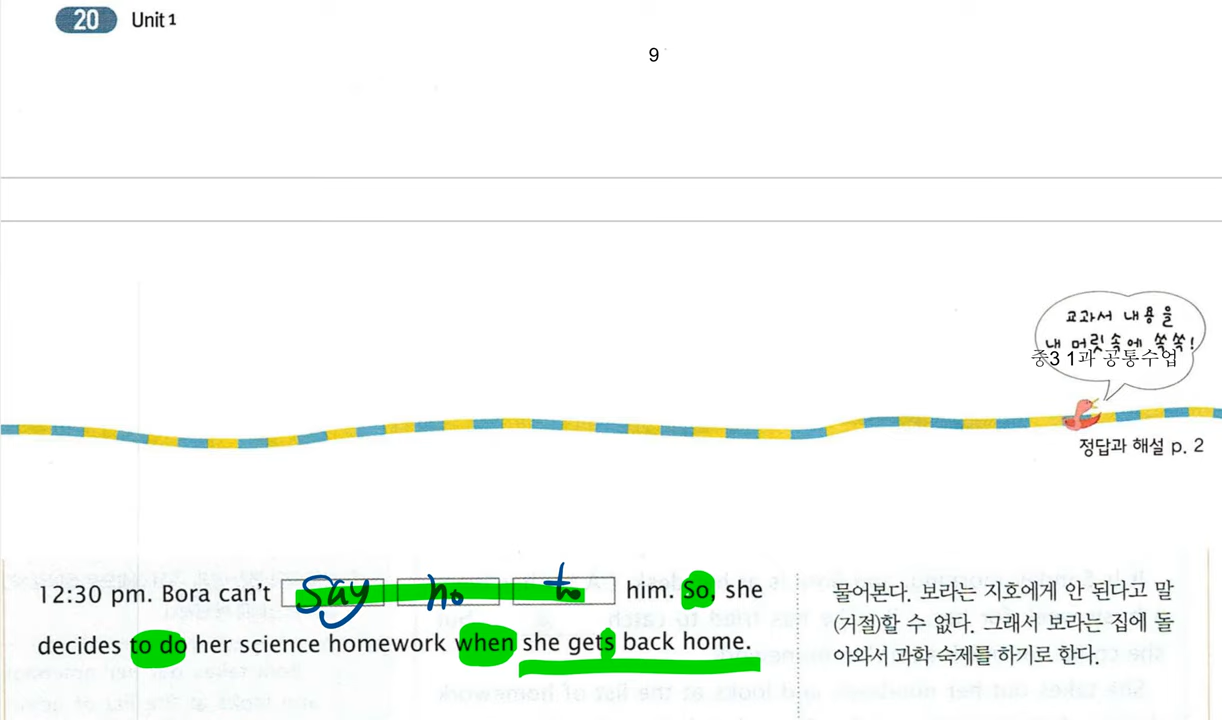 20 Unit 1
9
교과서 내용을
내 머릿속에 쏙쏙!
중3 1과 공통수업
정답과 해설 p. 2
12:30 pm. Bora can't say no to him. So, she
decides to do her science homework when she gets back home.
물어본다. 보라는 지호에게 안 된다고 말
(거절)할 수 없다. 그래서 보라는 집에 돌
아와서 과학 숙제를 하기로 한다.